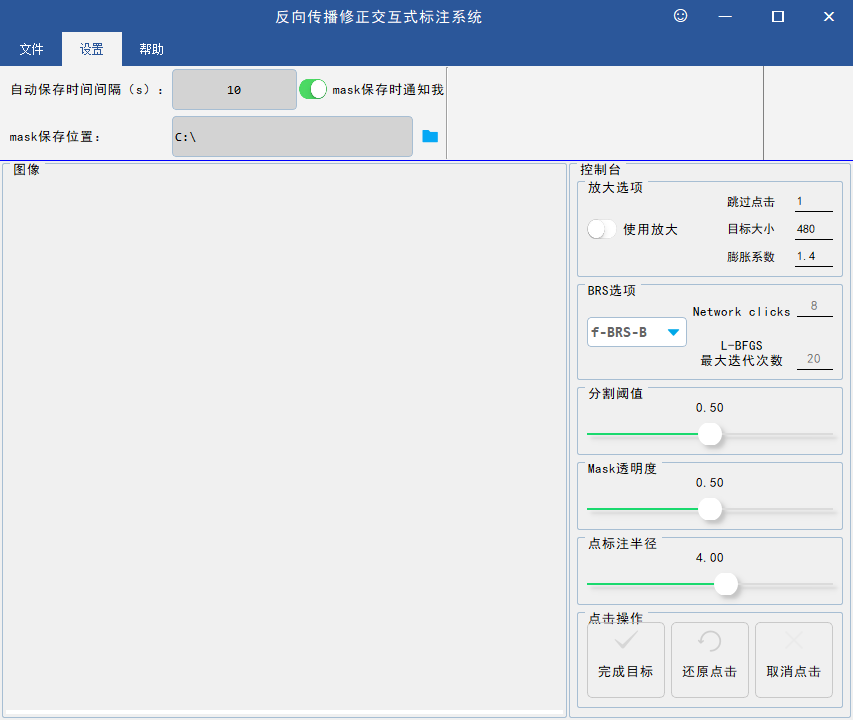 反向传播修正交互式标注系统
文件 设置 帮助
自动保存时间间隔（s）： 10 mask保存时通知我
mask保存位置： C:\
图像
控制台
放大选项
跳过点击 1
使用放大 目标大小 480
膨胀系数 1.4
BRS选项
Network clicks 8
f-BRS-B
L-BFGS
最大迭代次数 20
分割阈值
0.50
Mask透明度
0.50
点标注半径
4.00
点击操作
完成目标 还原点击 取消点击